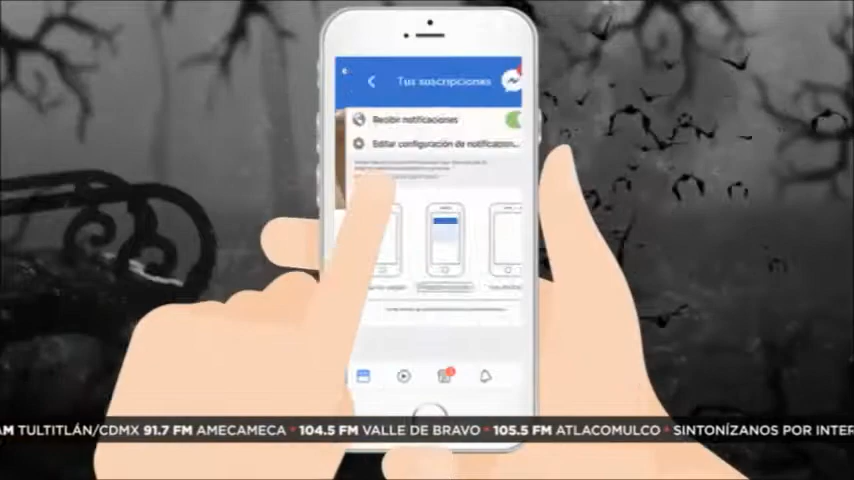 Tus suscripciones
Recibir notificaciones
Editar configuración de notificacion...
AM TULTITLÁN/CDMX 91.7 FM AMECAMECA * 104.5 FM VALLE DE BRAVO * 105.5 FM ATLACOMULCO * SINTONÍZANOS POR INTER